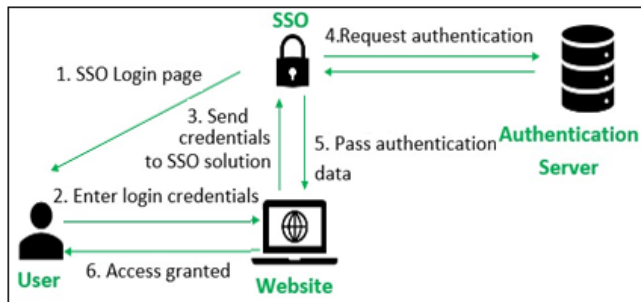 SSO
4.Request authentication
1. SSO Login page
3. Send
credentials
to SSO solution
5. Pass authentication
data
Authentication
Server
2. Enter login credentials
6. Access granted
User
Website